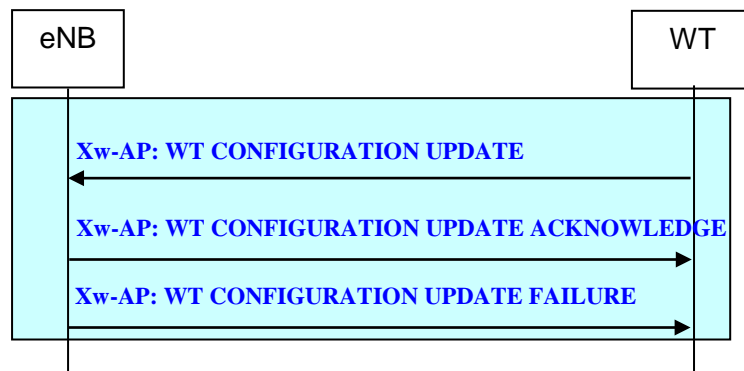 eNB
WT
Xw-AP: WT CONFIGURATION UPDATE
Xw-AP: WT CONFIGURATION UPDATE ACKNOWLEDGE
Xw-AP: WT CONFIGURATION UPDATE FAILURE